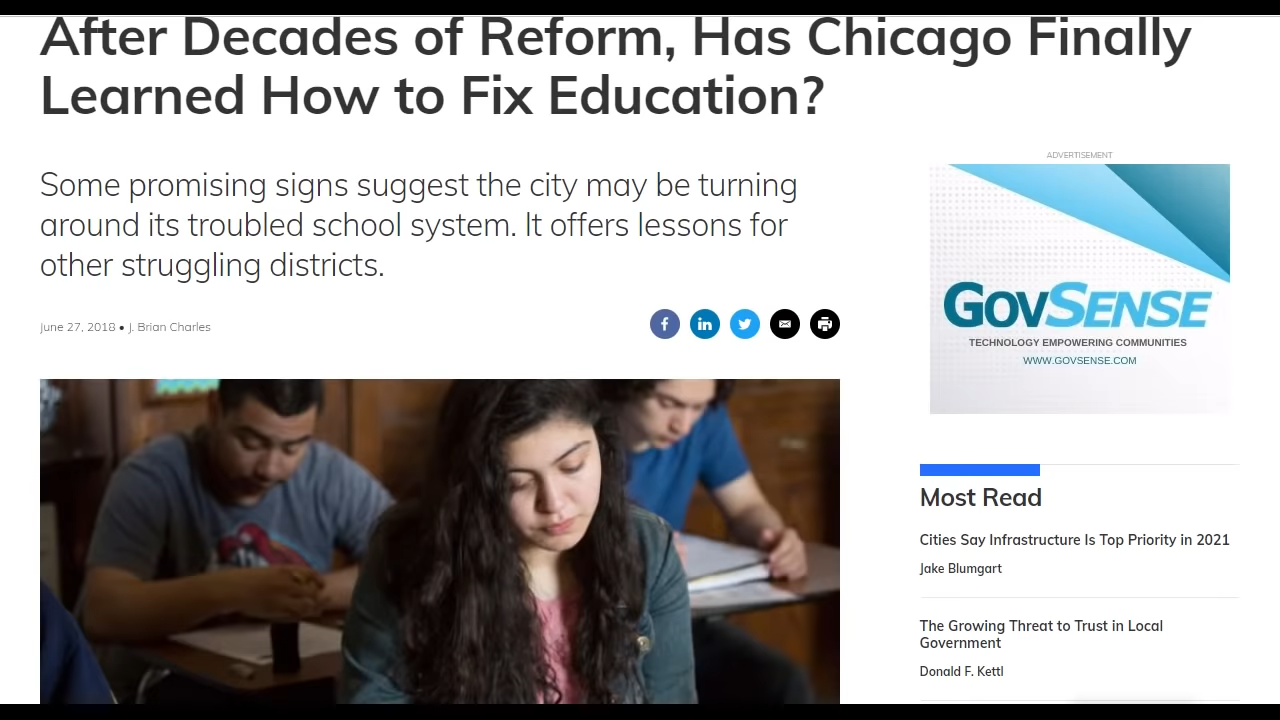 After Decades of Reform, Has Chicago Finally
Learned How to Fix Education?
Some promising signs suggest the city may be turning
around its troubled school system. It offers lessons for
other struggling districts.
June 27, 2018 • J. Brian Charles
ADVERTISEMENT
GOVSENSE
TECHNOLOGY EMPOWERING COMMUNITIES
WWW.GOVSENSE.COM
Most Read
Cities Say Infrastructure Is Top Priority in 2021
Jake Blumgart
The Growing Threat to Trust in Local
Government
Donald F. Kettl